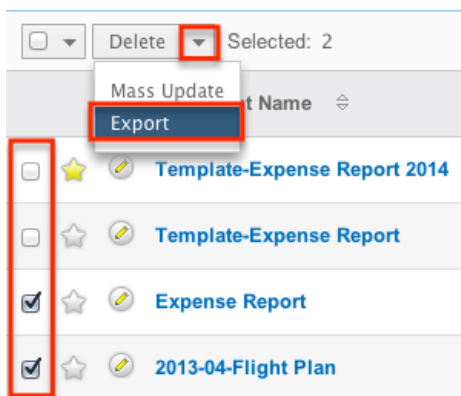 Delete Selected: 2
Mass Update
t Name
Export
Template-Expense Report 2014
Template-Expense Report
Expense Report
2013-04-Flight Plan